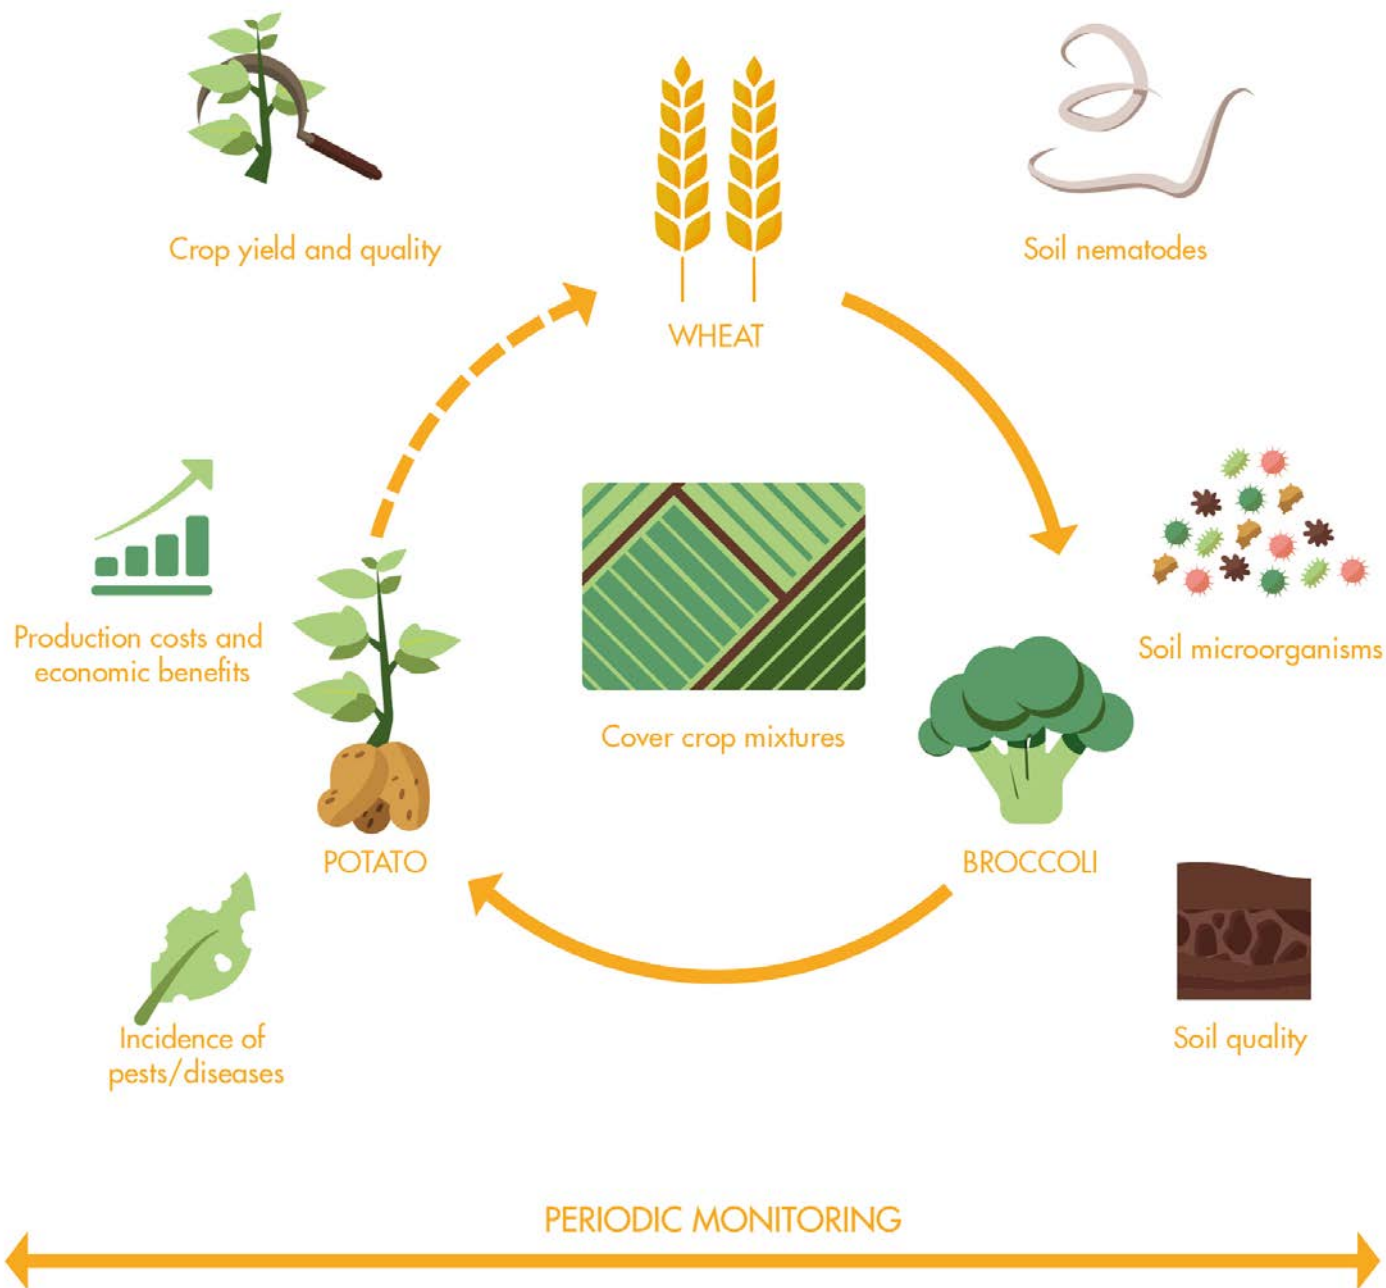 Crop yield and quality
Soil nematodes
WHEAT
Production costs and
economic benefits
Soil microorganisms
Cover crop mixtures
POTATO
BROCCOLI
Incidence of
pests/diseases
Soil quality
PERIODIC MONITORING